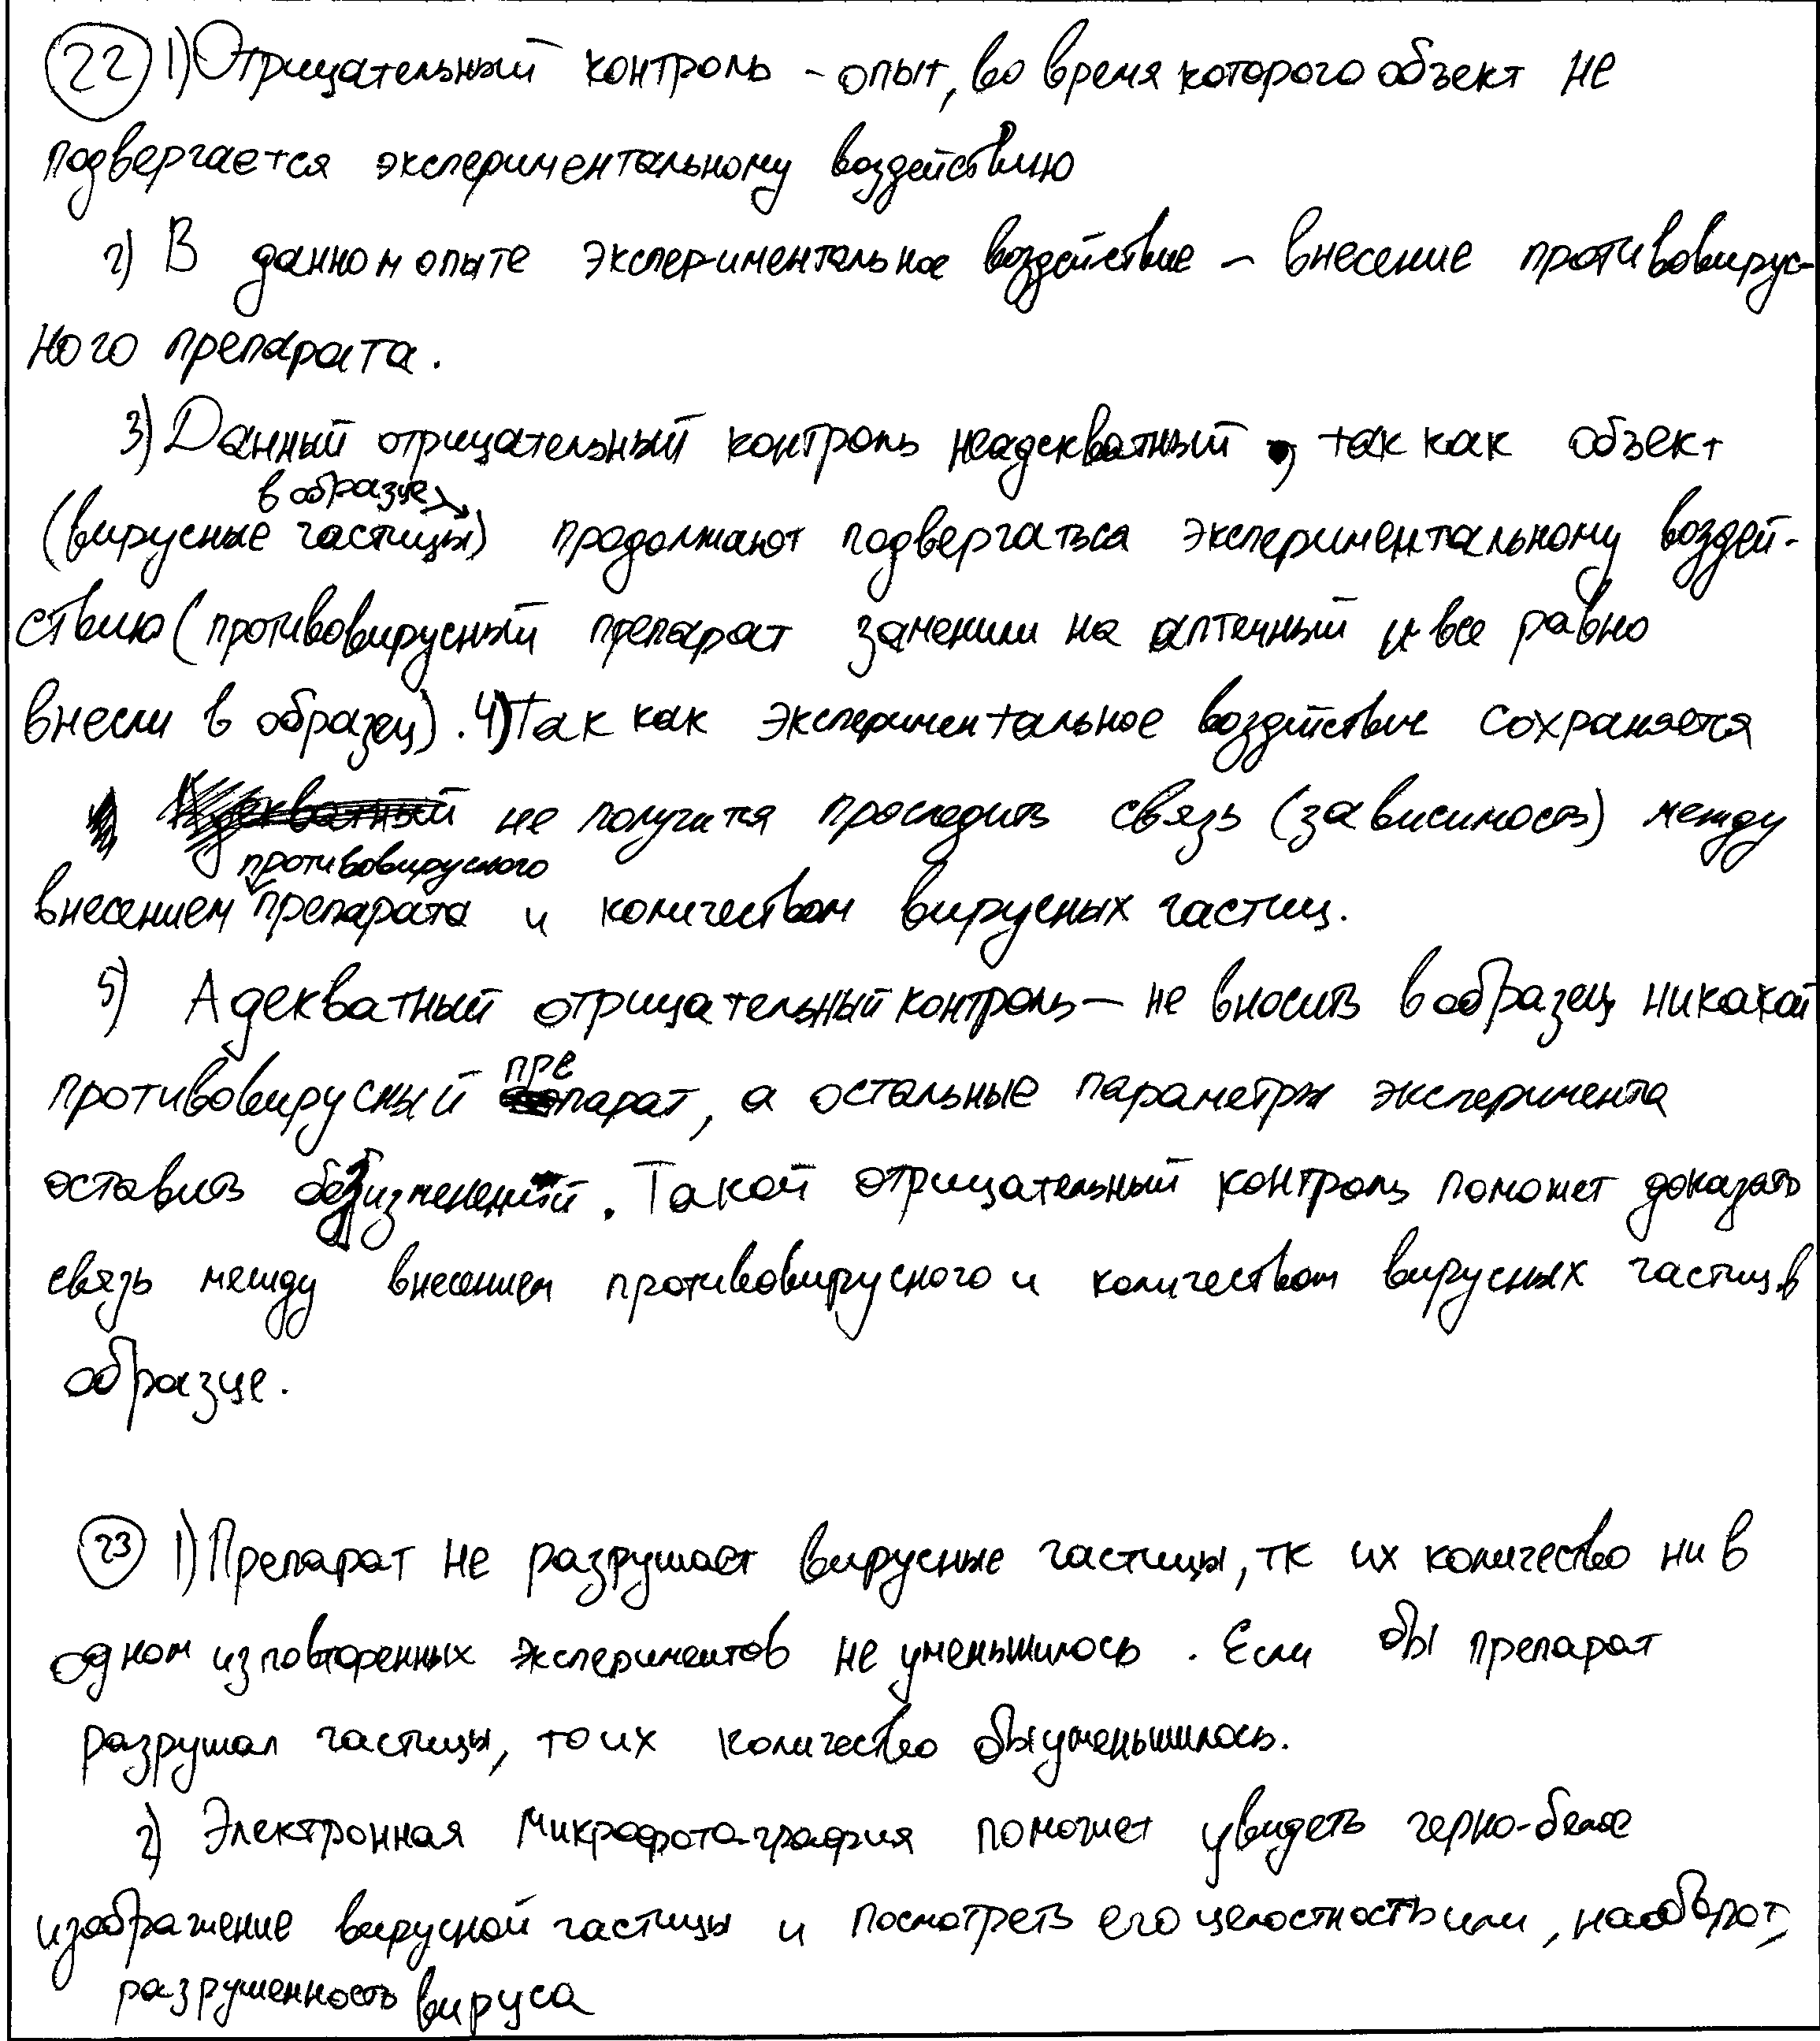 22 1) Отрицательный контроль - опыт, во время которого объект не
подвергается экспериментальному воздействию
2) В данном опыте экспериментальное воздействие – внесение противовирус-
ного препарата.
3) Данный отрицательный контроль неадекватный, так как объект
в образце
(вирусные частицы) продолжают подвергаться экспериментальному воздей-
ствию (противовирусный препарат заменили на аптечный и все равно
внесли в образец). 4) Так как экспериментальное воздействие сохраняется
не получится проследить связь (зависимость) между
противовирусного
внесением препарата и количеством вирусных частиц.
5) Адекватный отрицательный контроль – не вносить в образец никакой
противовирусный препарат, а остальные параметры эксперимента
оставить без изменений. Такой отрицательный контроль поможет доказать
связь между внесением противовирусного и количеством вирусных частиц в
образце.
23 1) Препарат не разрушает вирусные частицы, тк их количество ни в
одном из повторенных экспериментов не уменьшилось. Если бы препарат
разрушал частицы, то их количество бы уменьшилось.
2) Электронная микрофотография поможет увидеть черно-белое
изображение вирусной частицы и посмотреть его целостность или, наоборот,
разрушенность вируса